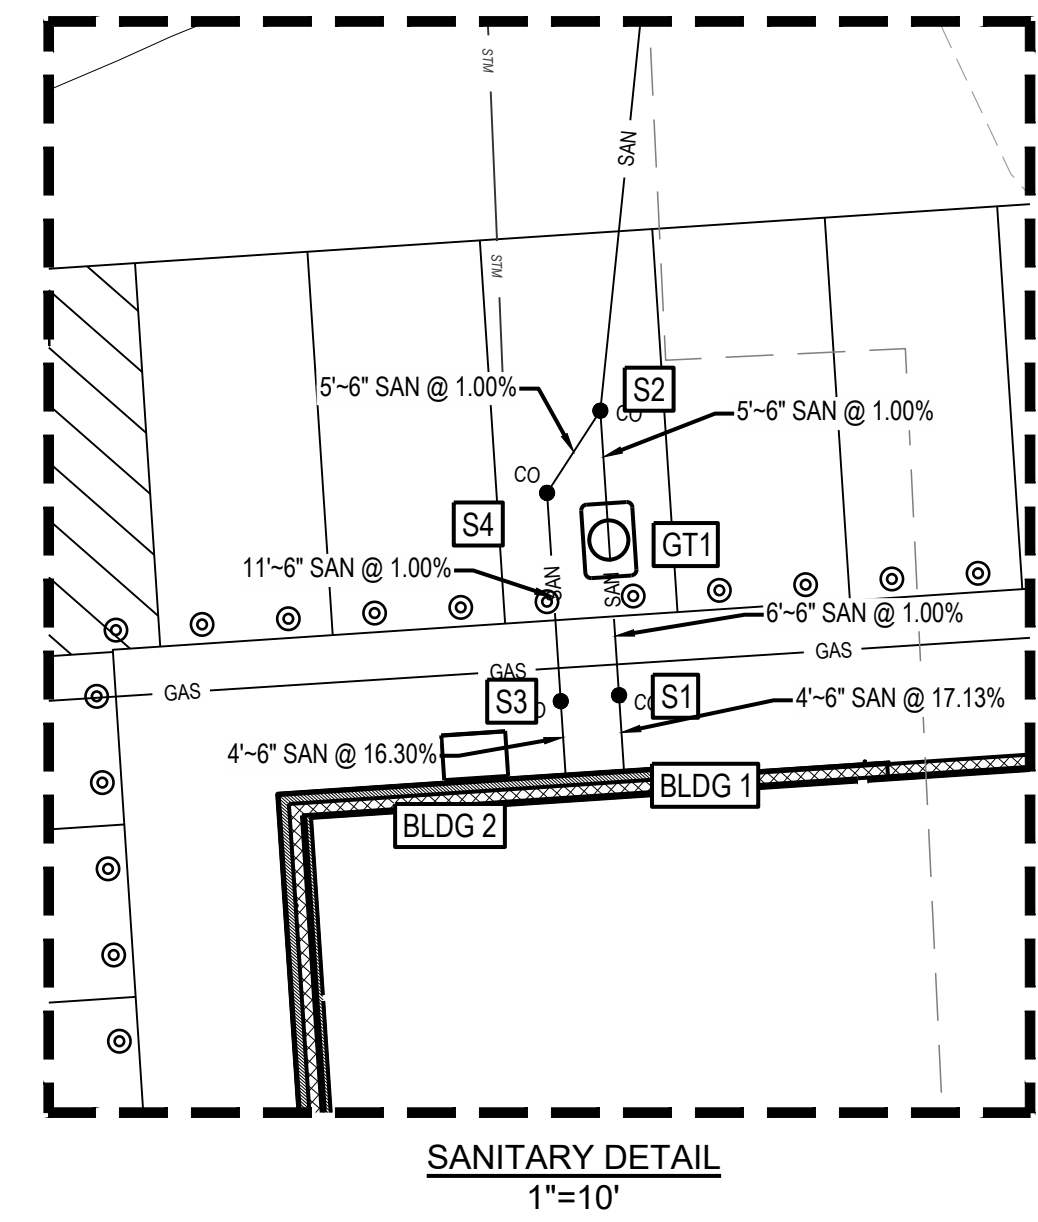 STM
SAN
STM
5'~6" SAN @ 1.00%
S2
CO
5'~6" SAN @ 1.00%
CO
S4
GT1
11'~6" SAN @ 1.00%
SAN
SAN
6'~6" SAN @ 1.00%
GAS
GAS
GAS
S3
S1
4'~6" SAN @ 17.13%
4'~6" SAN @ 16.30%
BLDG 1
BLDG 2
SANITARY DETAIL
1"=10'